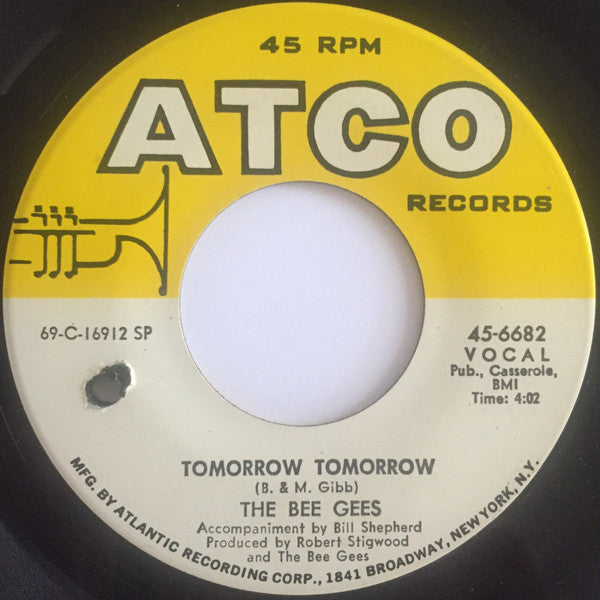 45 RPM
ATCO
RECORDS
69-C-16912 SP
45-6682
VOCAL
Pub., Casserole,
BMI
Time: 4:02
TOMORROW TOMORROW
(B. & M. Gibb)
THE BEE GEES
Accompaniment by Bill Shepherd
Produced by Robert Stigwood
and The Bee Gees
MFG. BY ATLANTIC RECORDING CORP., 1841 BROADWAY, NEW YORK, N.Y.